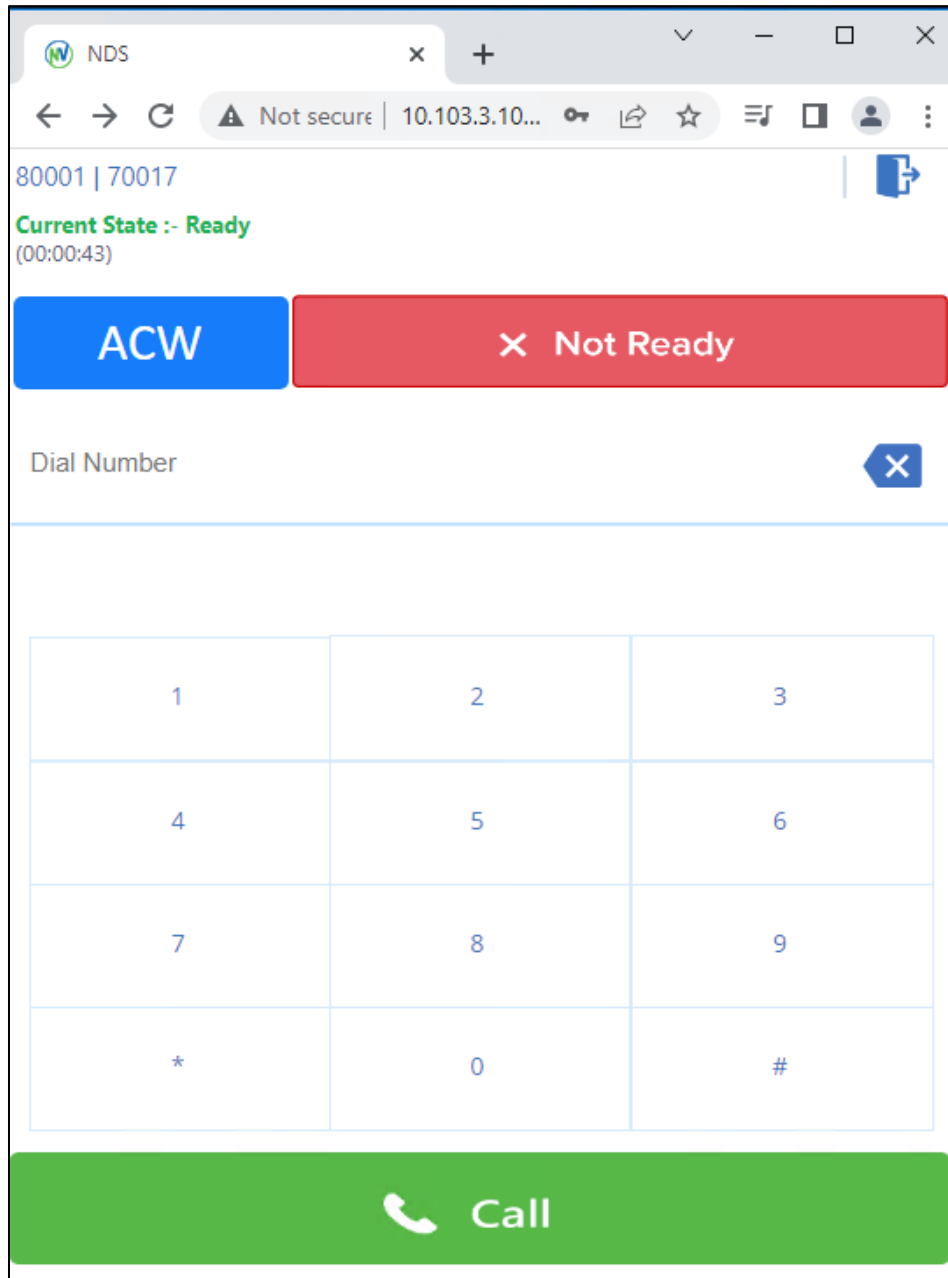 NDS
Not secure 10.103.3.10...
80001 | 70017
Current State :- Ready
(00:00:43)
ACW
Not Ready
Dial Number
1 2 3
4 5 6
7 8 9
* 0 #
Call